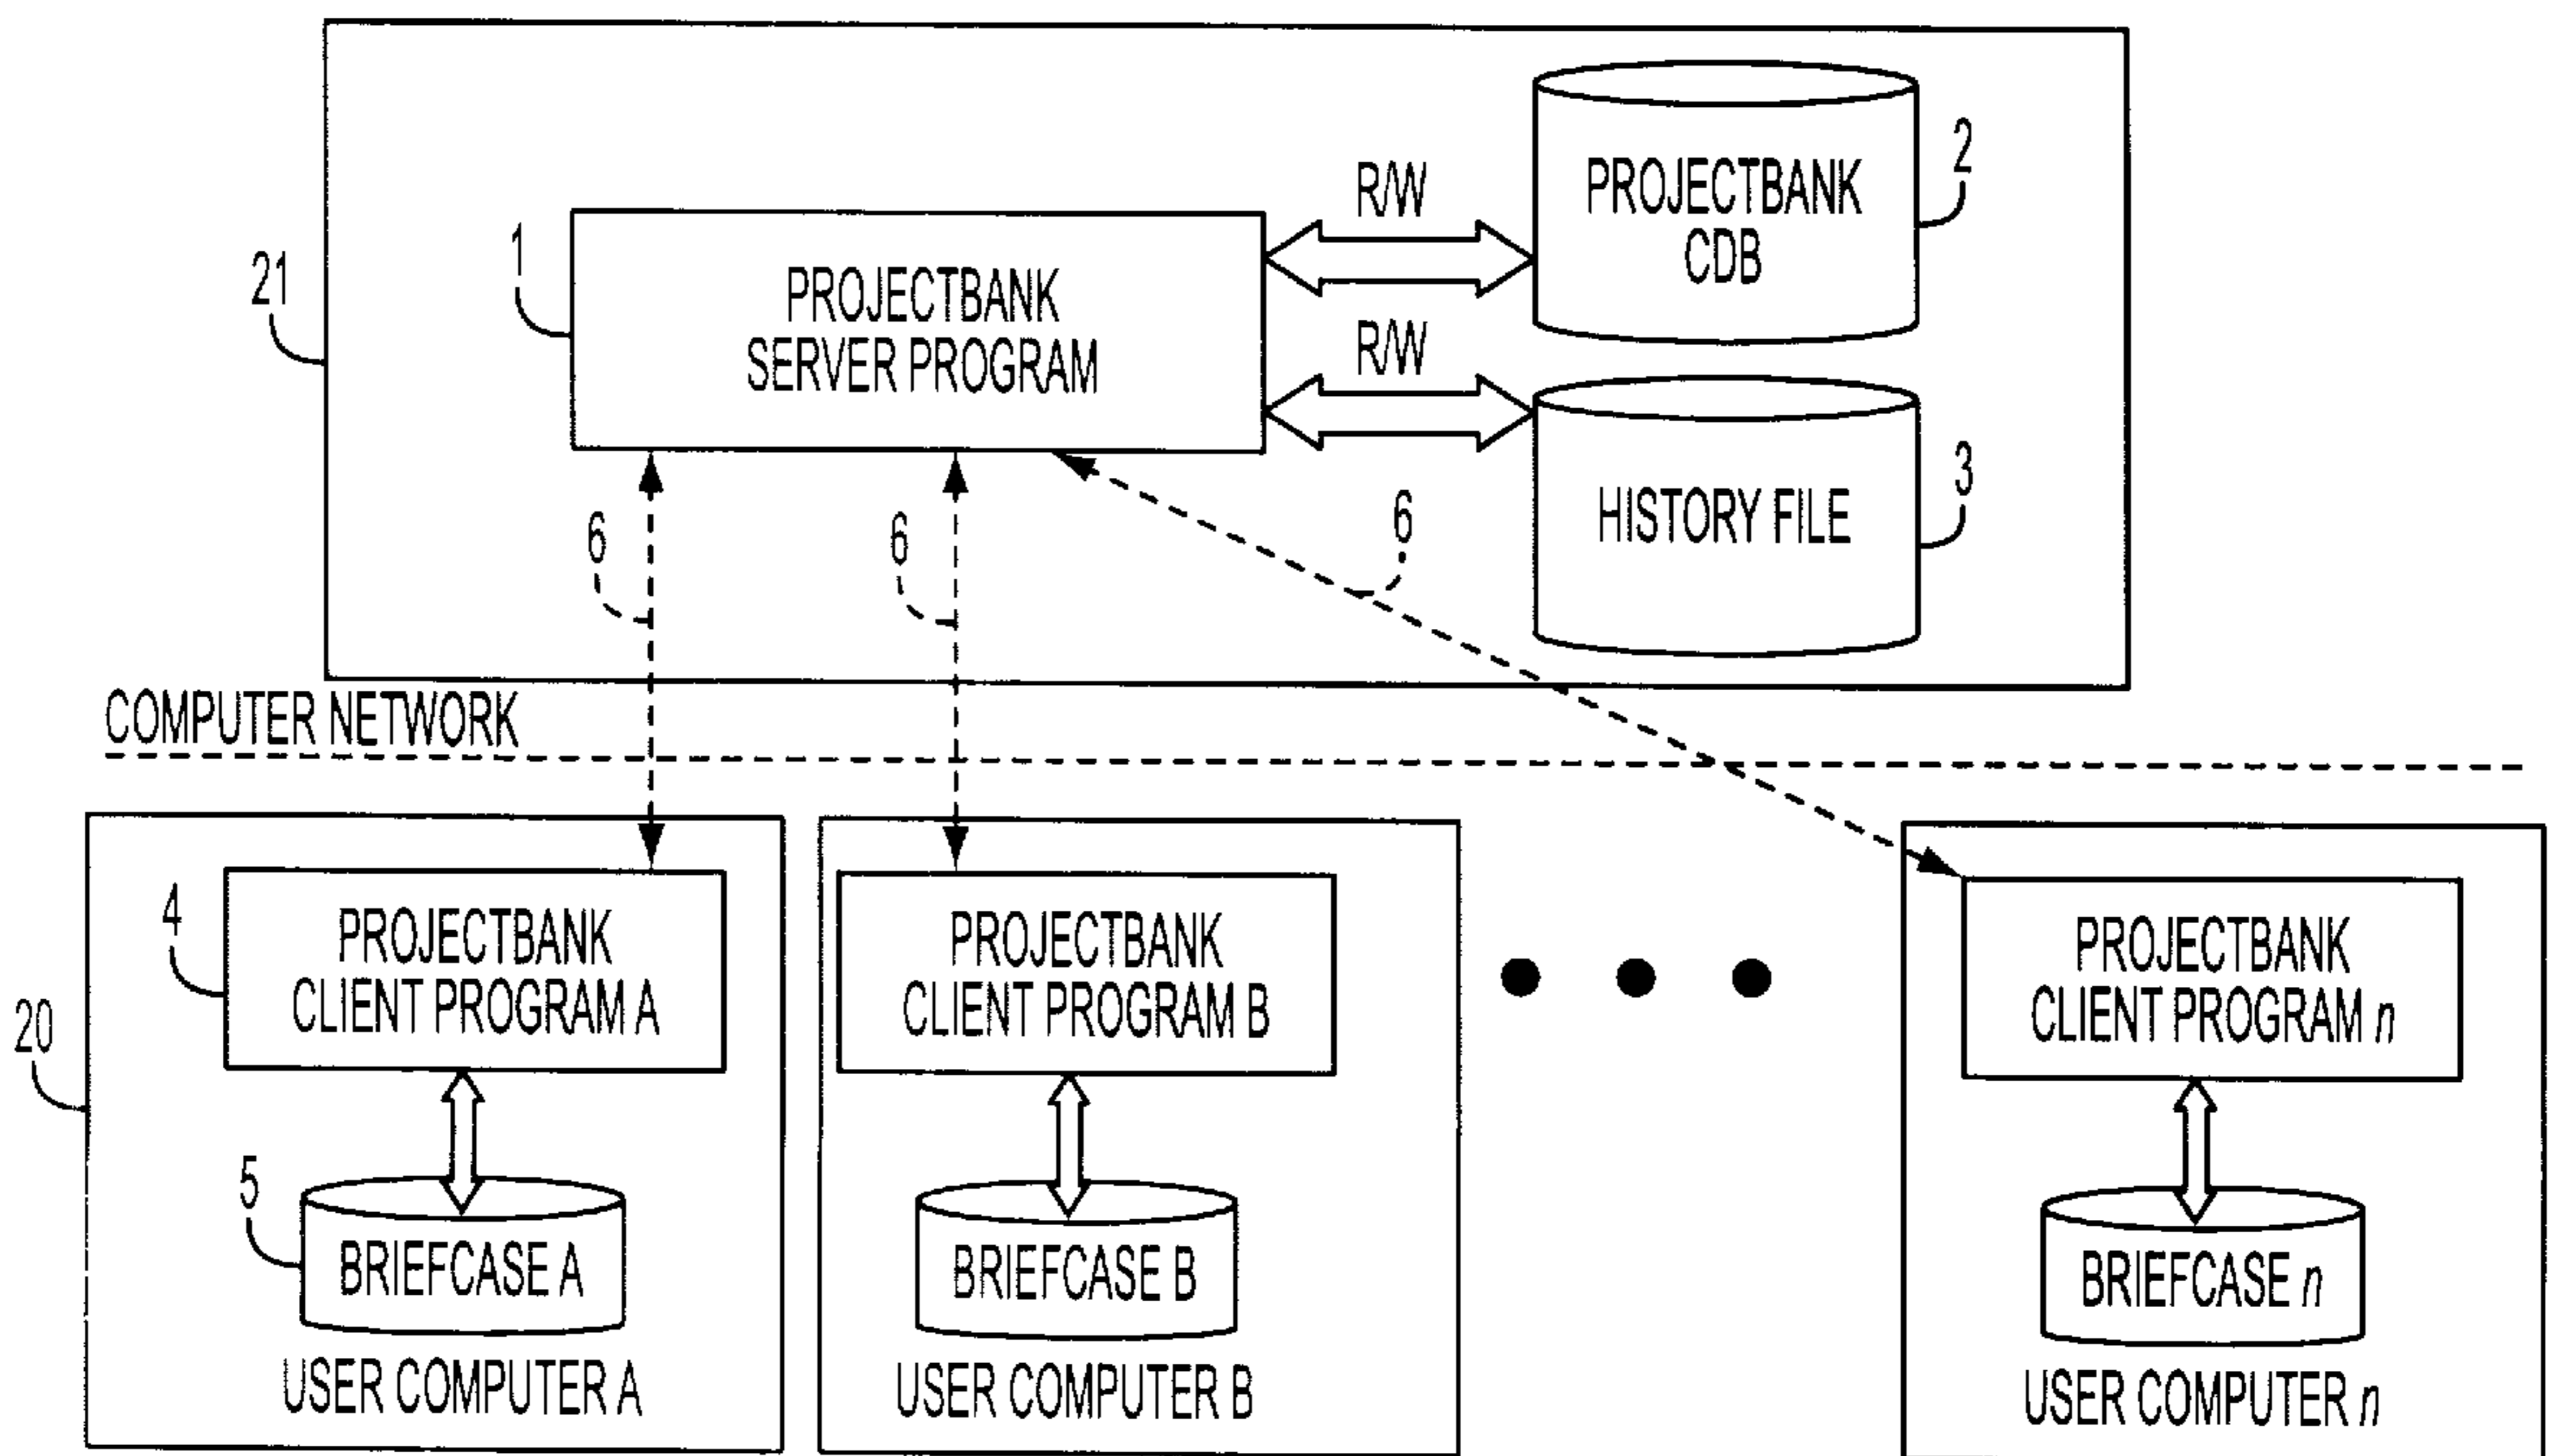 21
1
PROJECTBANK
SERVER PROGRAM
R/W
R/W
PROJECTBANK
CDB
2
HISTORY FILE
3
6
6
6
COMPUTER NETWORK
20
4
PROJECTBANK
CLIENT PROGRAM A
5
BRIEFCASE A
USER COMPUTER A
PROJECTBANK
CLIENT PROGRAM B
BRIEFCASE B
USER COMPUTER B
PROJECTBANK
CLIENT PROGRAM n
BRIEFCASE n
USER COMPUTER n